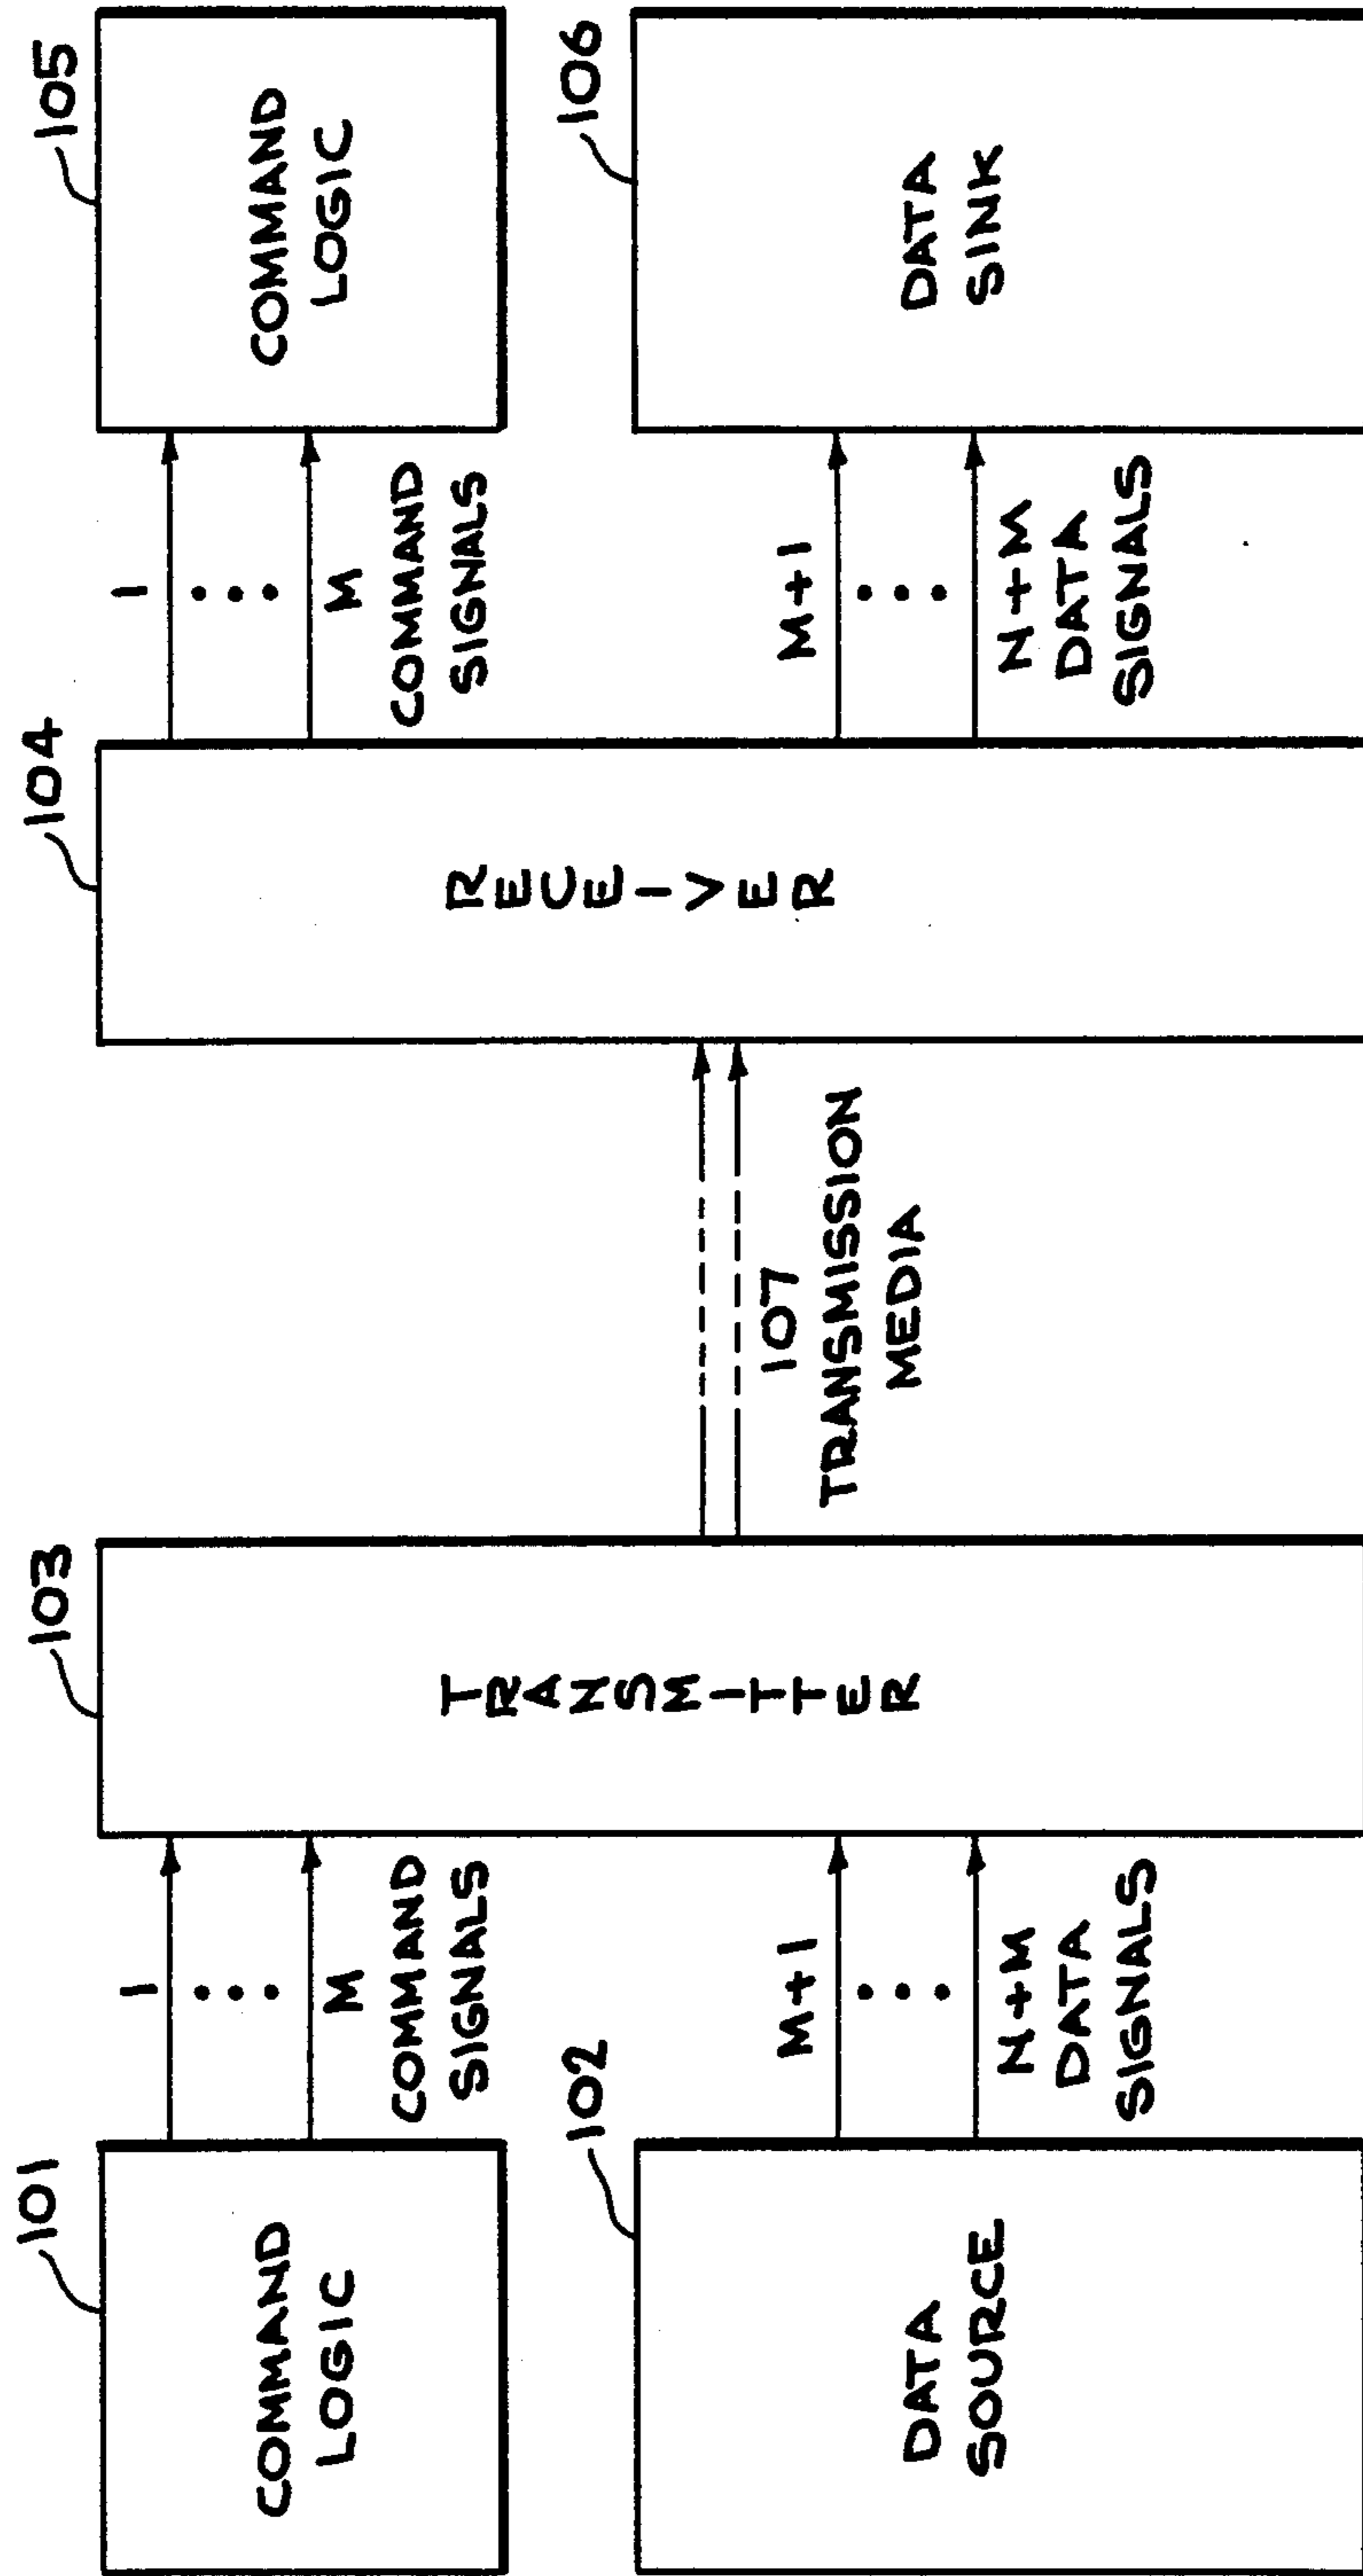 101
COMMAND
LOGIC
1
M
COMMAND
SIGNALS
102
DATA
SOURCE
M+1
N+M
DATA
SIGNALS
103
TRANSMITTER
107
TRANSMISSION
MEDIA
104
RECEIVER
1
M
COMMAND
SIGNALS
M+1
N+M
DATA
SIGNALS
105
COMMAND
LOGIC
106
DATA
SINK